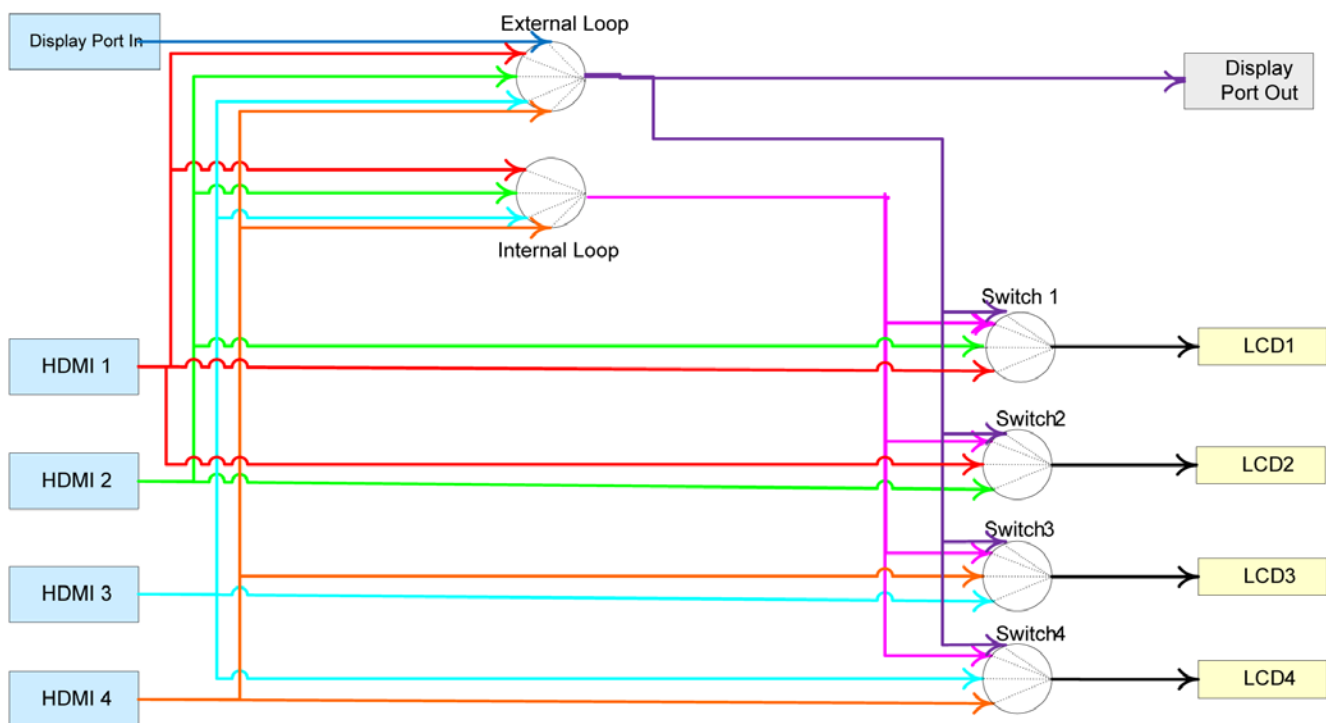 External Loop
Display Port In
Display
Port Out
Internal Loop
Switch 1
HDMI 1
LCD1
Switch2
HDMI 2
LCD2
Switch3
HDMI 3
LCD3
Switch4
HDMI 4
LCD4